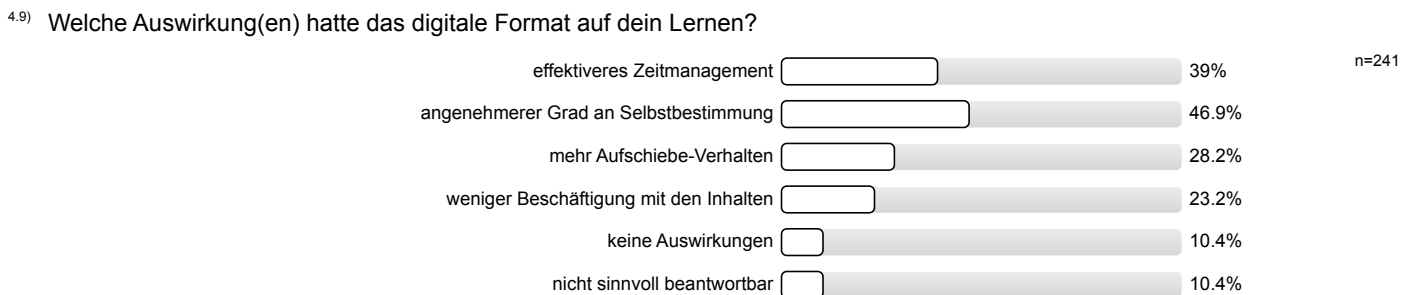 4.9) Welche Auswirkung(en) hatte das digitale Format auf dein Lernen?
effektiveres Zeitmanagement 39% n=241
angenehmerer Grad an Selbstbestimmung 46.9%
mehr Aufschiebe-Verhalten 28.2%
weniger Beschäftigung mit den Inhalten 23.2%
keine Auswirkungen 10.4%
nicht sinnvoll beantwortbar 10.4%